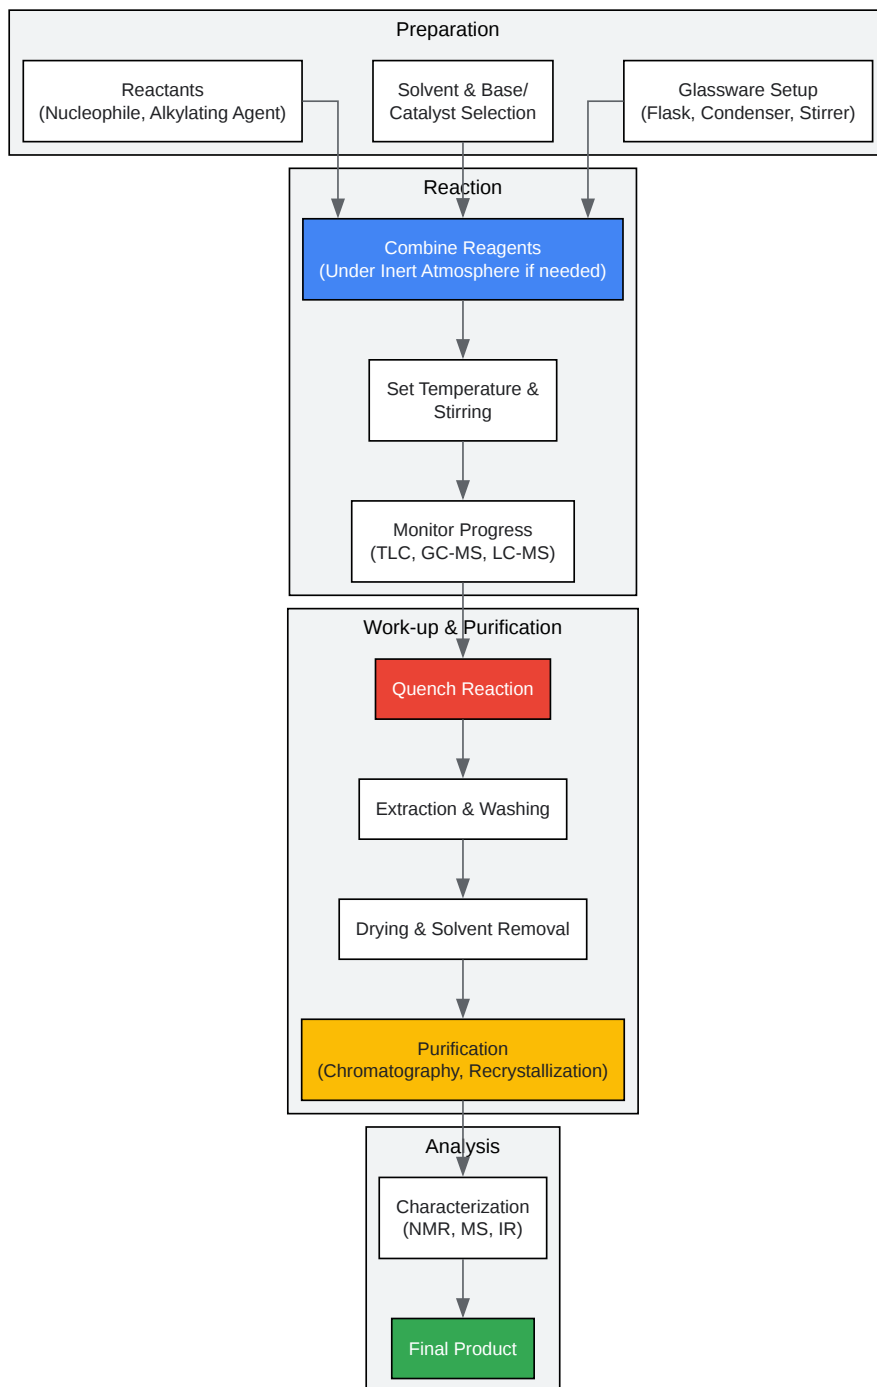 Preparation
Reactants
(Nucleophile, Alkylating Agent)
Solvent & Base/
Catalyst Selection
Glassware Setup
(Flask, Condenser, Stirrer)
Reaction
Combine Reagents
(Under Inert Atmosphere if needed)
Set Temperature &
Stirring
Monitor Progress
(TLC, GC-MS, LC-MS)
Work-up & Purification
Quench Reaction
Extraction & Washing
Drying & Solvent Removal
Purification
(Chromatography, Recrystallization)
Analysis
Characterization
(NMR, MS, IR)
Final Product